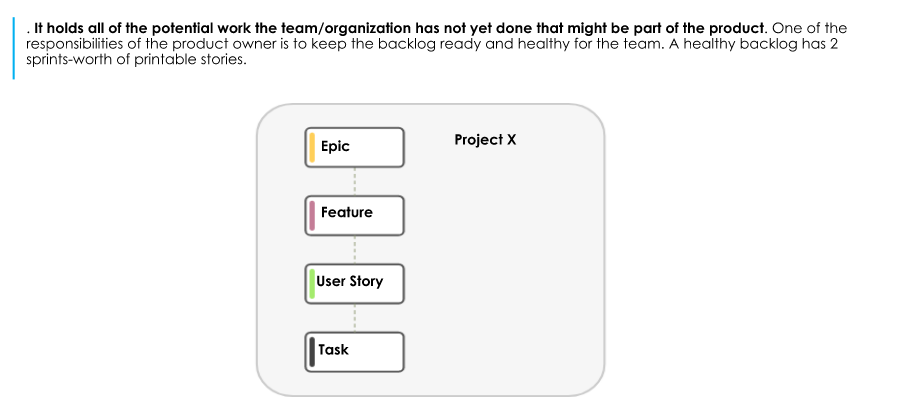 . It holds all of the potential work the team/organization has not yet done that might be part of the product. One of the
responsibilities of the product owner is to keep the backlog ready and healthy for the team. A healthy backlog has 2
sprints-worth of printable stories.
Epic
Project X
Feature
User Story
Task